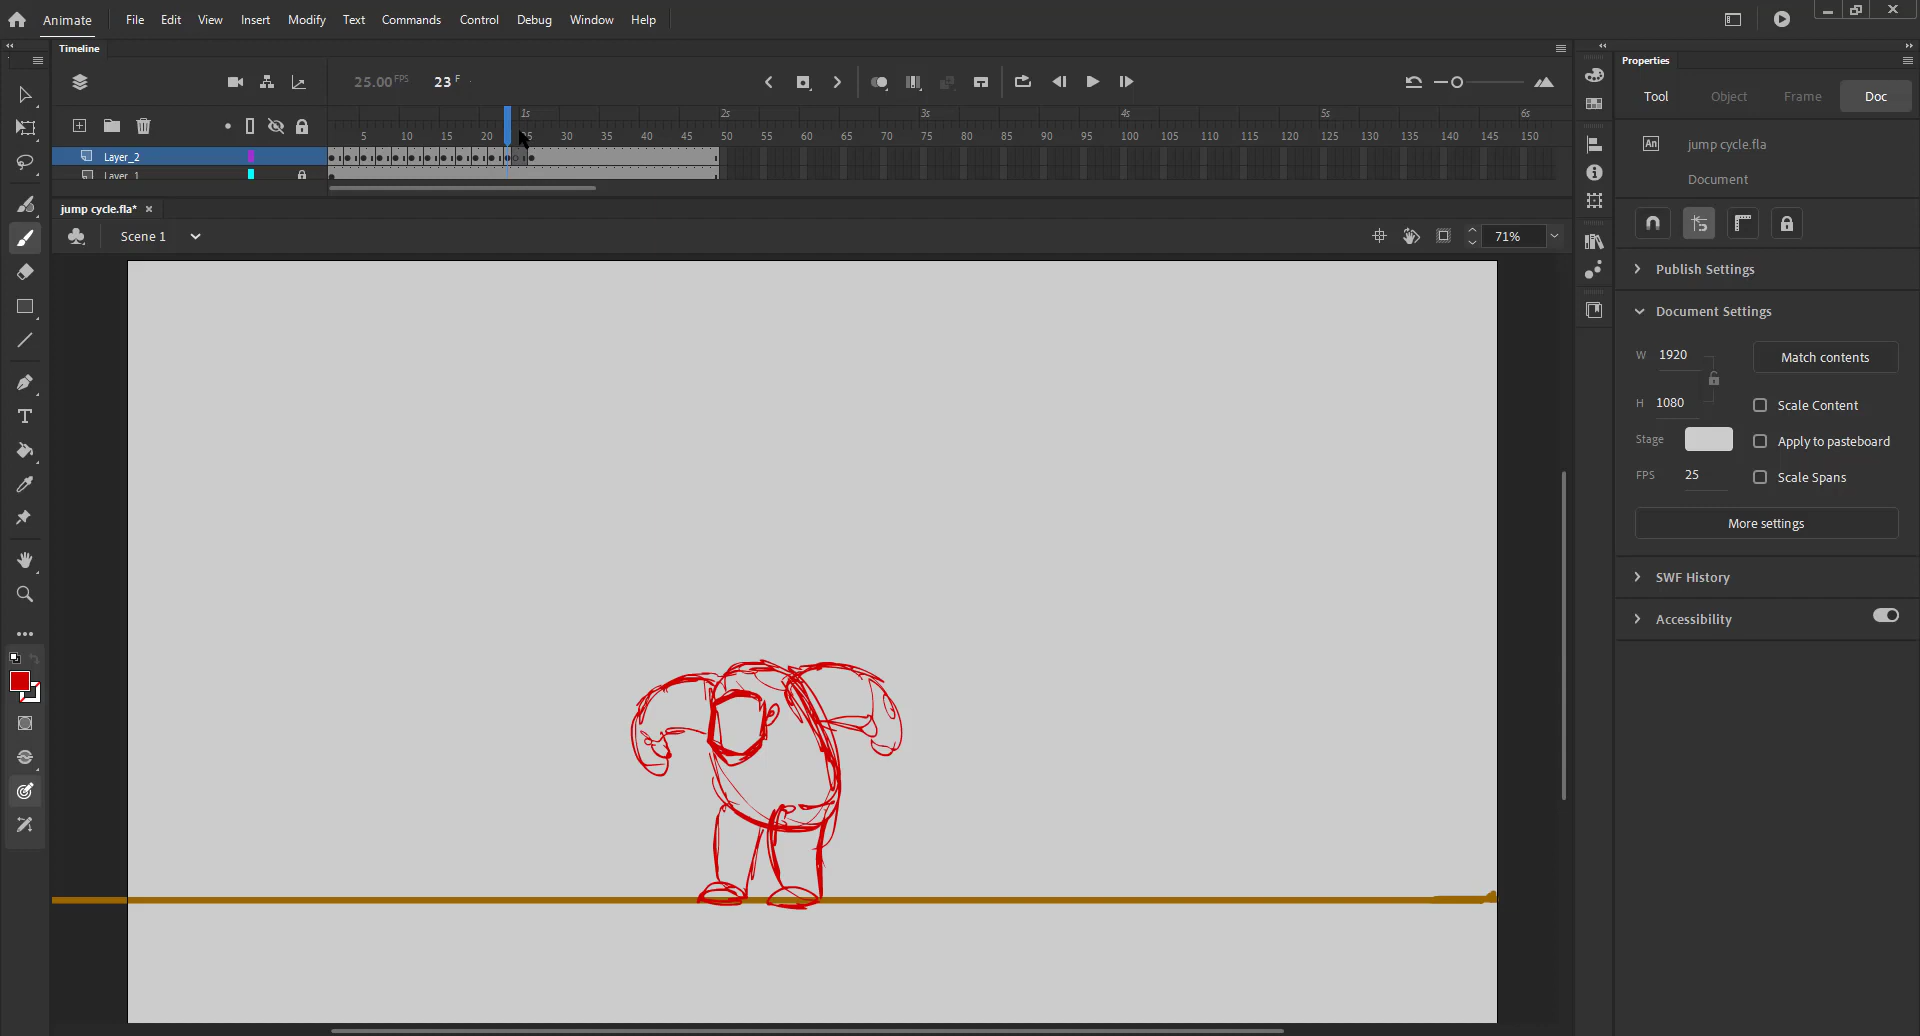 Animate File Edit View Insert Modify Text Commands Control Debug Window Help
Timeline
25.00 FPS 23 F
1s 2s 3s 4s 5s 6s
5 10 15 20 25 30 35 40 45 50 55 60 65 70 75 80 85 90 95 100 105 110 115 120 125 130 135 140 145 150
Layer_2
Layer_1
jump cycle.fla*
Scene 1
71%
Properties
Tool Object Frame Doc
An jump cycle.fla
Document
Publish Settings
Document Settings
W 1920
Match contents
H 1080
Scale Content
Stage
Apply to pasteboard
FPS 25
Scale Spans
More settings
SWF History
Accessibility